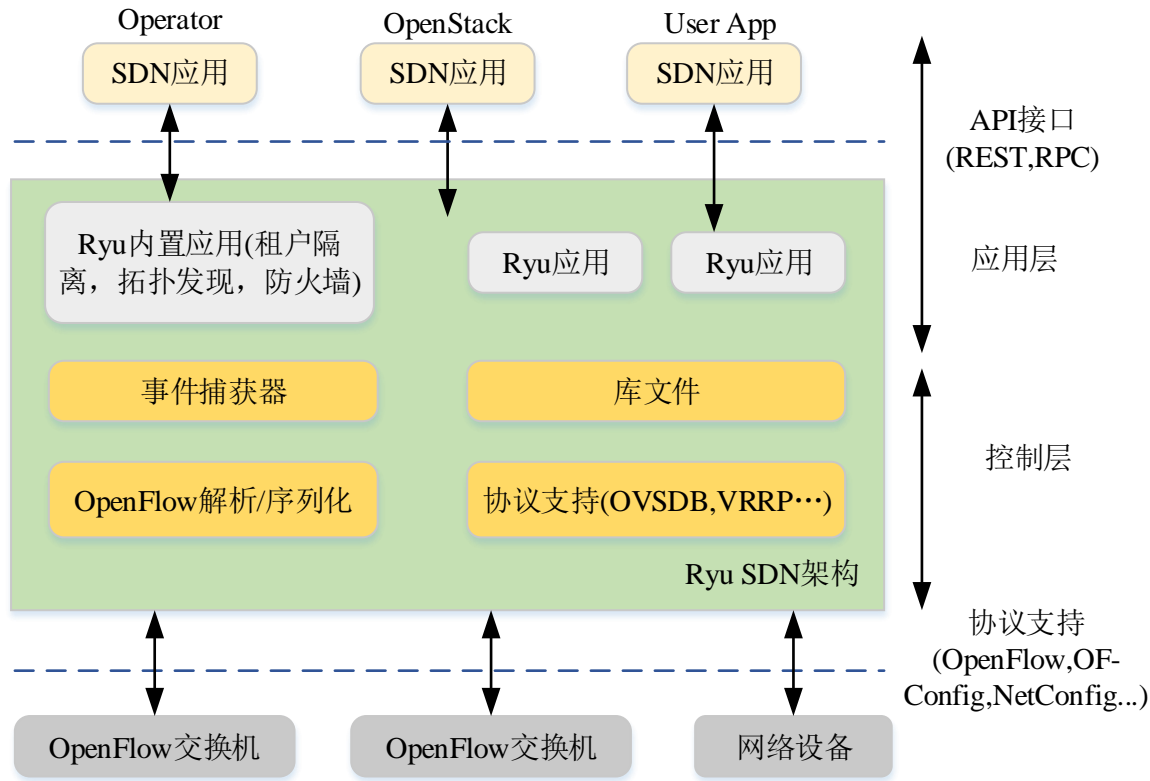 Operator
OpenStack
User App
SDN应用
SDN应用
SDN应用
API接口
(REST,RPC)
Ryu内置应用(租户隔
离，拓扑发现，防火墙)
Ryu应用
Ryu应用
应用层
事件捕获器
库文件
控制层
OpenFlow解析/序列化
协议支持(OVSDB,VRRP⋯)
Ryu SDN架构
协议支持
(OpenFlow,OF-
Config,NetConfig...)
OpenFlow交换机
OpenFlow交换机
网络设备